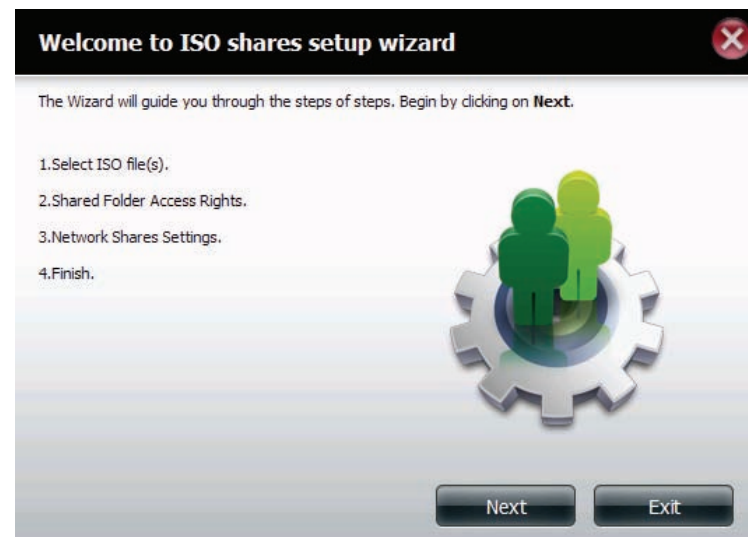 Welcome to ISO shares setup wizard
The Wizard will guide you through the steps of steps. Begin by clicking on Next.
1.Select ISO file(s).
2.Shared Folder Access Rights.
3.Network Shares Settings.
4.Finish.
Next
Exit